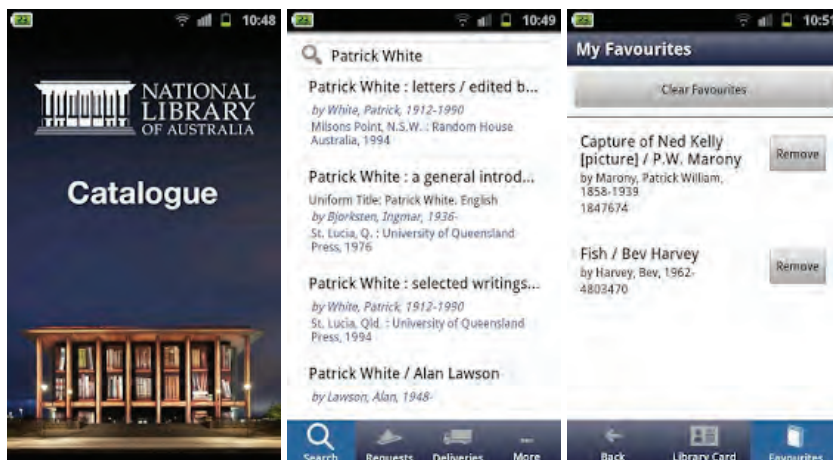 23
10:48
NATIONAL
LIBRARY
OF AUSTRALIA
Catalogue
23
10:49
Patrick White
Patrick White : letters / edited b...
by White, Patrick, 1912-1990
Milsons Point, N.S.W. : Random House
Australia, 1994
Patrick White : a general introd...
Uniform Title: Patrick White. English
by Bjorksten, Ingmar, 1936-
St. Lucia, Q. : University of Queensland
Press, 1976
Patrick White : selected writings...
by White, Patrick, 1912-1990
St. Lucia, Qld. : University of Queensland
Press, 1994
Patrick White / Alan Lawson
by Lawson, Alan, 1948-
Search Requests Deliveries More
23
10:51
My Favourites
Clear Favourites
Capture of Ned Kelly
[picture] / P.W. Marony
by Marony, Patrick William,
1858-1939
1847674
Remove
Fish / Bev Harvey
by Harvey, Bev, 1962-
4803470
Remove
Back Library Card Favourites